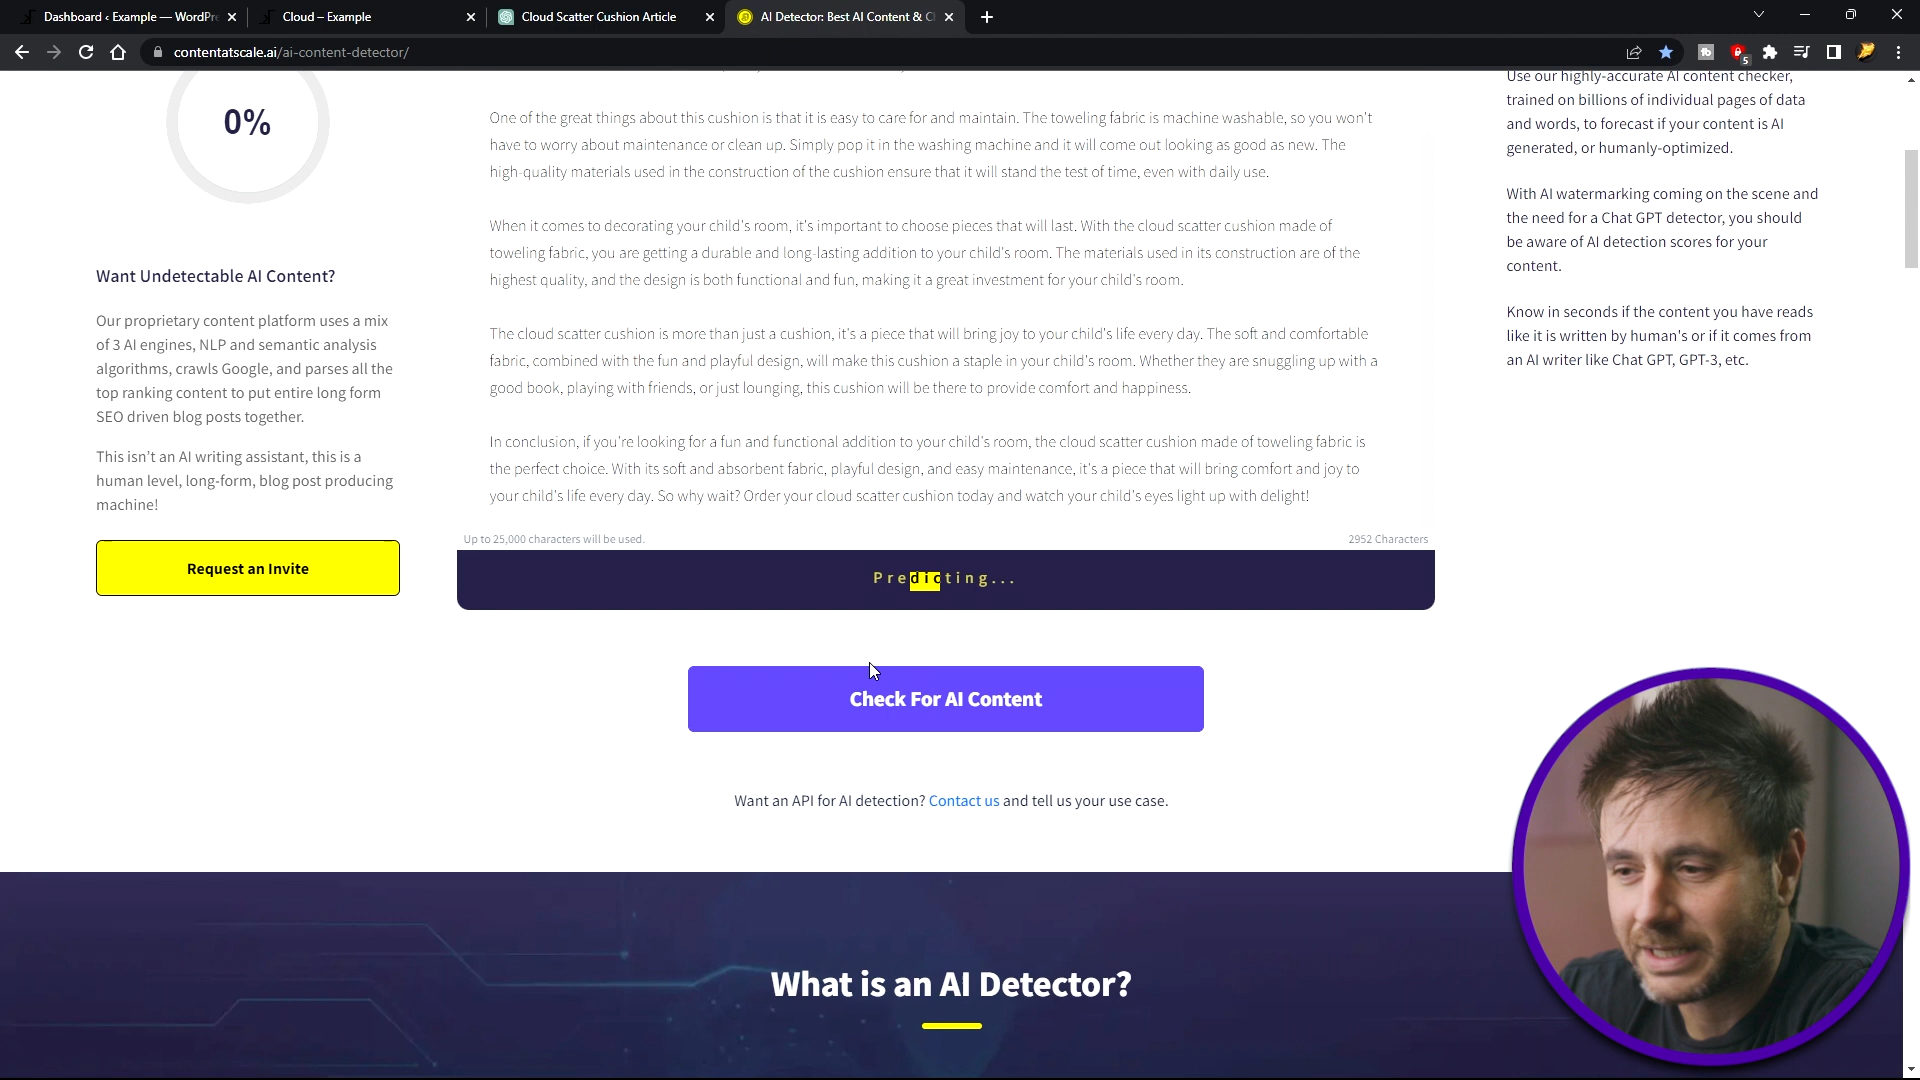 Dashboard ‹ Example — WordPr
Cloud – Example
Cloud Scatter Cushion Article
AI Detector: Best AI Content & C
contentatscale.ai/ai-content-detector/
5
0%
Want Undetectable AI Content?
Our proprietary content platform uses a mix
of 3 AI engines, NLP and semantic analysis
algorithms, crawls Google, and parses all the
top ranking content to put entire long form
SEO driven blog posts together.
This isn't an AI writing assistant, this is a
human level, long-form, blog post producing
machine!
Request an Invite
One of the great things about this cushion is that it is easy to care for and maintain. The toweling fabric is machine washable, so you won't
have to worry about maintenance or clean up. Simply pop it in the washing machine and it will come out looking as good as new. The
high-quality materials used in the construction of the cushion ensure that it will stand the test of time, even with daily use.
When it comes to decorating your child's room, it's important to choose pieces that will last. With the cloud scatter cushion made of
toweling fabric, you are getting a durable and long-lasting addition to your child's room. The materials used in its construction are of the
highest quality, and the design is both functional and fun, making it a great investment for your child's room.
The cloud scatter cushion is more than just a cushion, it's a piece that will bring joy to your child's life every day. The soft and comfortable
fabric, combined with the fun and playful design, will make this cushion a staple in your child's room. Whether they are snuggling up with a
good book, playing with friends, or just lounging, this cushion will be there to provide comfort and happiness.
In conclusion, if you're looking for a fun and functional addition to your child's room, the cloud scatter cushion made of toweling fabric is
the perfect choice. With its soft and absorbent fabric, playful design, and easy maintenance, it's a piece that will bring comfort and joy to
your child's life every day. So why wait? Order your cloud scatter cushion today and watch your child's eyes light up with delight!
Up to 25,000 characters will be used.
2952 Characters
Predicting...
Check For AI Content
Want an API for AI detection? Contact us and tell us your use case.
Use our highly-accurate AI content checker,
trained on billions of individual pages of data
and words, to forecast if your content is AI
generated, or humanly-optimized.
With AI watermarking coming on the scene and
the need for a Chat GPT detector, you should
be aware of AI detection scores for your
content.
Know in seconds if the content you have reads
like it is written by human's or if it comes from
an AI writer like Chat GPT, GPT-3, etc.
What is an AI Detector?